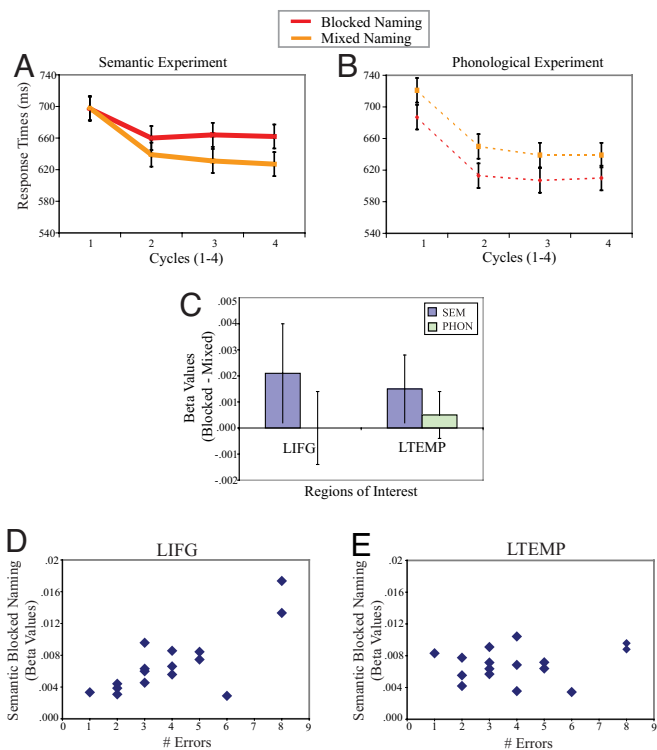 Blocked Naming
Mixed Naming
A
Semantic Experiment
740
700
660
620
580
540
Response Times (ms)
1 2 3 4
Cycles (1-4)
B
Phonological Experiment
740
700
660
620
580
540
1 2 3 4
Cycles (1-4)
C
.005
.004
.003
.002
.001
.000
-.001
-.002
Beta Values
(Blocked - Mixed)
SEM
PHON
LIFG
LTEMP
Regions of Interest
D
LIFG
.02
.016
.012
.008
.004
.000
Semantic Blocked Naming
(Beta Values)
0 1 2 3 4 5 6 7 8 9
# Errors
E
LTEMP
.02
.016
.012
.008
.004
.000
Semantic Blocked Naming
(Beta Values)
0 1 2 3 4 5 6 7 8 9
# Errors